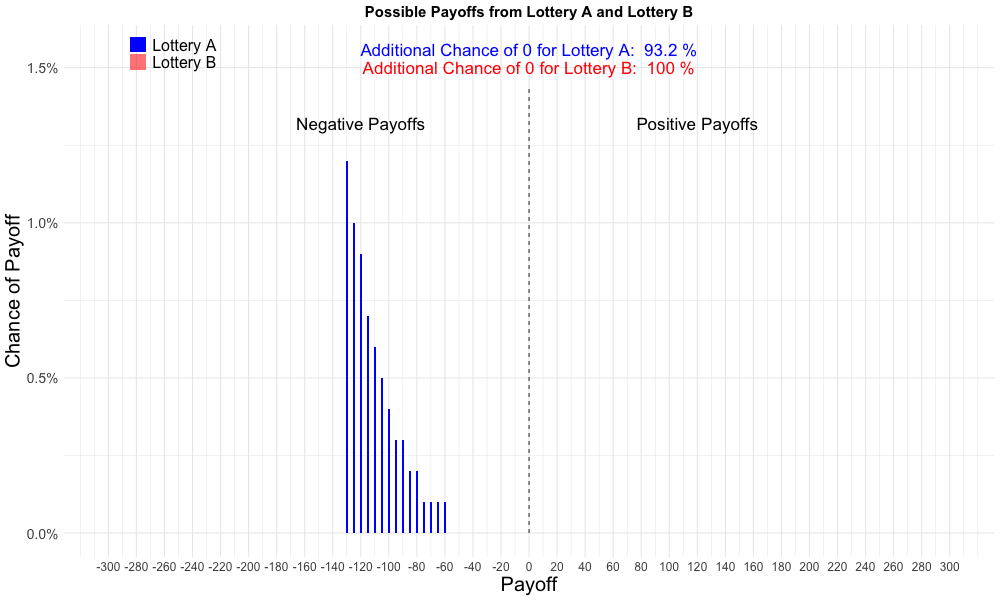 Possible Payoffs from Lottery A and Lottery B
Lottery A
Lottery B
Additional Chance of 0 for Lottery A:  93.2 %
Additional Chance of 0 for Lottery B:  100 %
Negative Payoffs
Positive Payoffs
Chance of Payoff
1.5%
1.0%
0.5%
0.0%
-300 -280 -260 -240 -220 -200 -180 -160 -140 -120 -100 -80 -60 -40 -20 0 20 40 60 80 100 120 140 160 180 200 220 240 260 280 300
Payoff